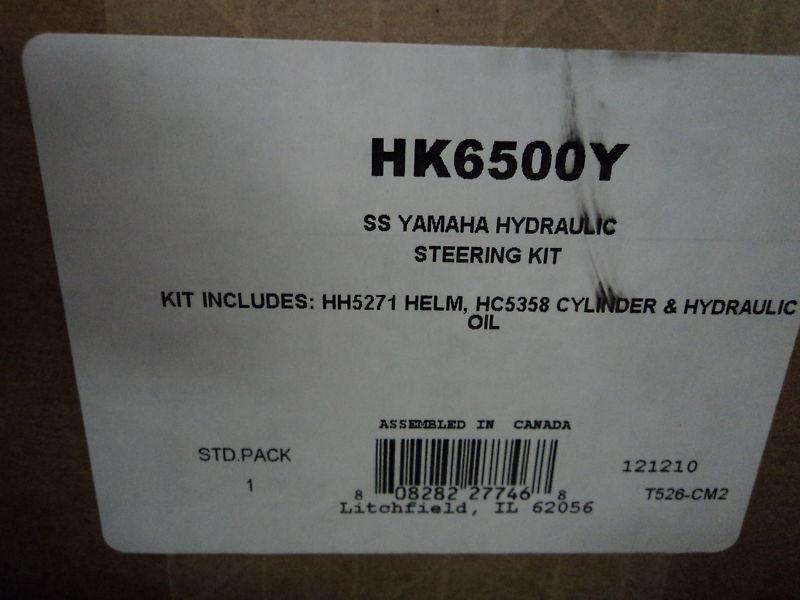 HK6500Y
SS YAMAHA HYDRAULIC
STEERING KIT
KIT INCLUDES: HH5271 HELM, HC5358 CYLINDER & HYDRAULIC
OIL
ASSEMBLED IN CANADA
STD.PACK
1
8 08282 27746 8
Litchfield, IL 62056
121210
T526-CM2